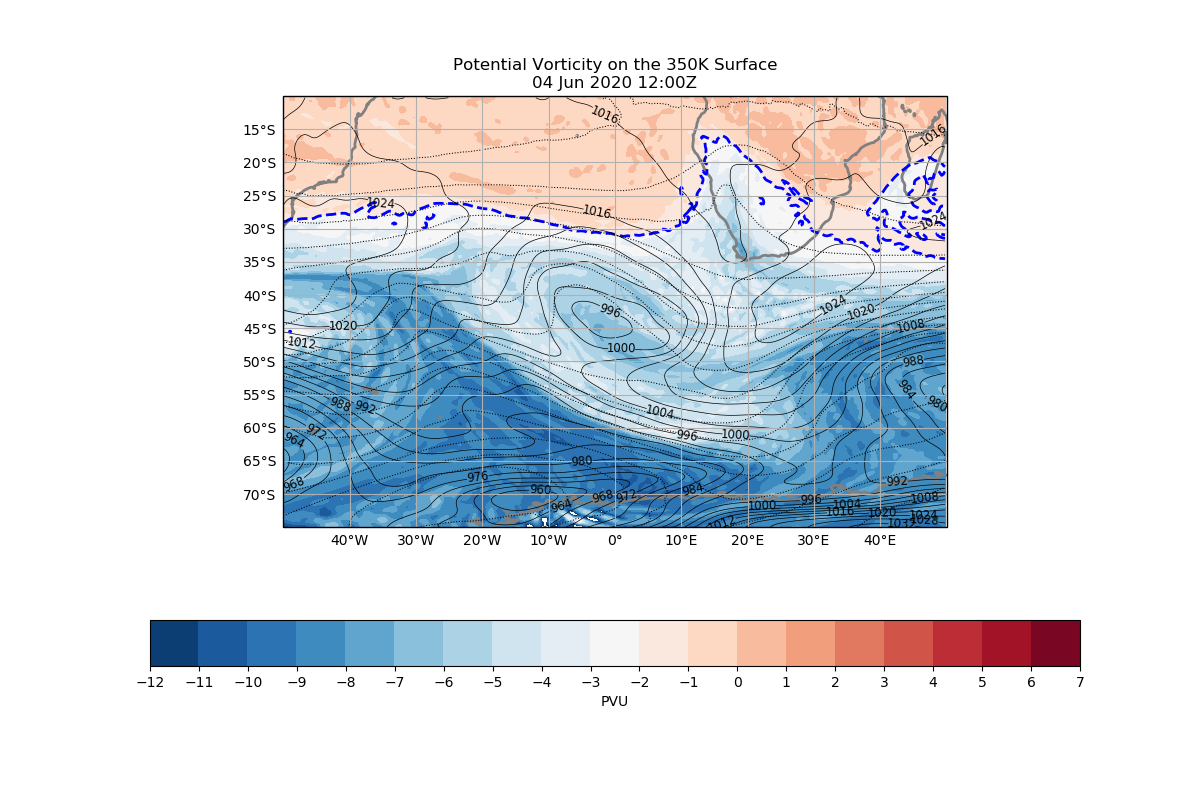 Potential Vorticity on the 350K Surface
04 Jun 2020 12:00Z
1016
15°S
1016
20°S
25°S
1024
1016
1024
30°S
35°S
40°S
996
1024
1020
45°S
1020
1008
1012
1000
50°S
988
984
55°S
988
992
980
1004
60°S
972
996
1000
964
65°S
980
976
992
968
960
984
70°S
968
972
996
1008
964
1000
1004
1016
1020
1024
1012
1032
1028
40°W
30°W
20°W
10°W
0°
10°E
20°E
30°E
40°E
−12
−11
−10
−9
−8
−7
−6
−5
−4
−3
−2
−1
0
1
2
3
4
5
6
7
PVU